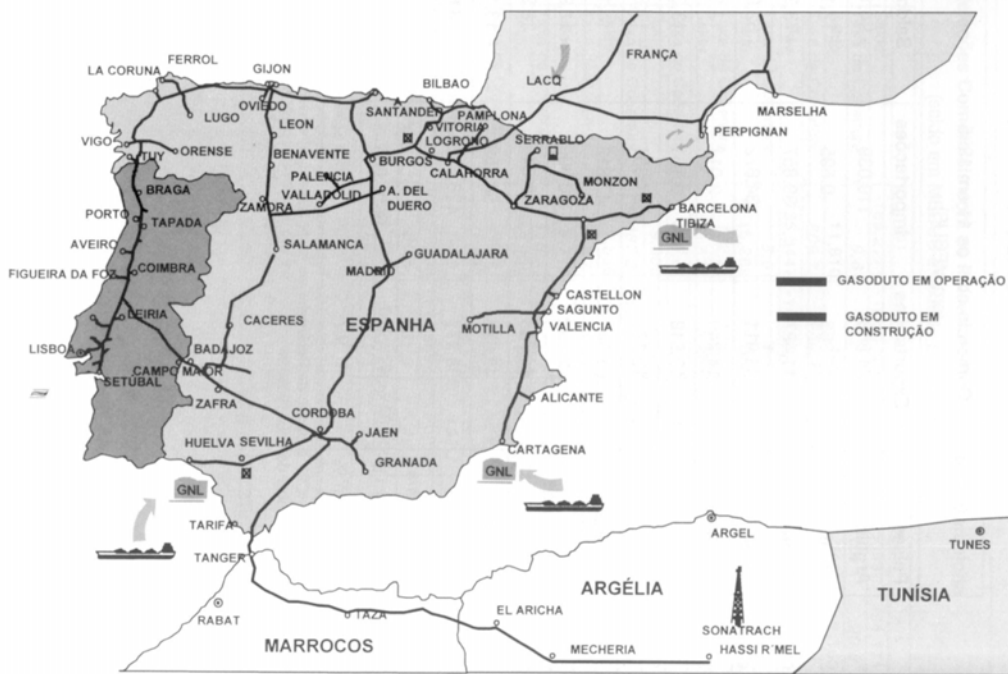 FERROL
LA CORUNA
GIJON
BILBAO
LACQ
FRANÇA
MARSELHA
PERPIGNAN
OVIEDO
SANTANDER
PAMPLONA
LUGO
LEON
VITORIA
LOGROÑO
SERRABLO
VIGO
ORENSE
TUY
BENAVENTE
BURGOS
CALAHORRA
PALENCIA
MONZON
BRAGA
VALLADOLID
A. DEL
DUERO
ZAMORA
ZARAGOZA
BARCELONA
TIBIZA
PORTO
TAPADA
GNL
AVEIRO
SALAMANCA
GUADALAJARA
FIGUEIRA DA FOZ
COIMBRA
MADRID
GASODUTO EM OPERAÇÃO
CASTELLON
SAGUNTO
VALENCIA
MOTILLA
GASODUTO EM
CONSTRUÇÃO
LEIRIA
CACERES
ESPANHA
LISBOA
BADAJOZ
CAMPO MAIOR
SETÚBAL
ZAFRA
ALICANTE
CORDOBA
JAEN
HUELVA
SEVILHA
CARTAGENA
GRANADA
GNL
GNL
TARIFA
ARGEL
TUNES
TANGER
ARGÉLIA
TUNÍSIA
RABAT
TAZA
EL ARICHA
SONATRACH
MARROCOS
MECHERIA
HASSI R´MEL